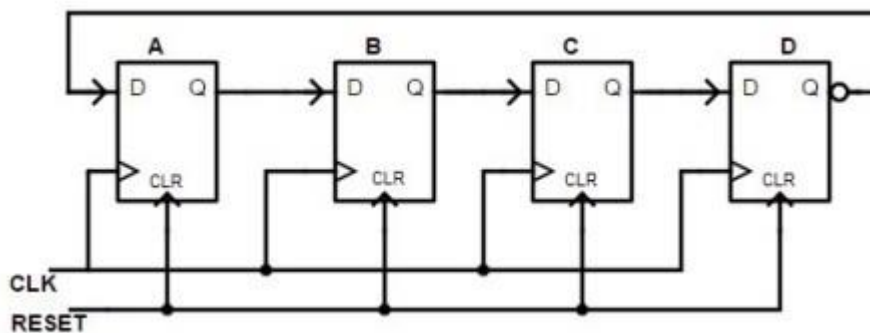 A B C D
D Q D Q D Q D Q
CLR CLR CLR CLR
CLK
RESET